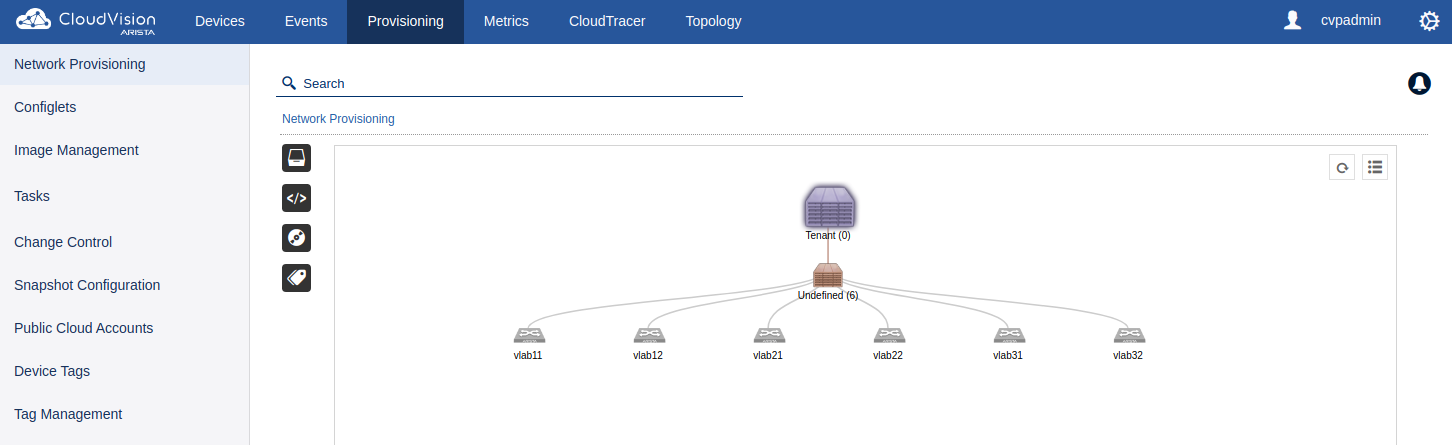 CloudVision
ARISTA
Devices
Events
Provisioning
Metrics
CloudTracer
Topology
cvpadmin
Network Provisioning
Configlets
Image Management
Tasks
Change Control
Snapshot Configuration
Public Cloud Accounts
Device Tags
Tag Management
Search
Network Provisioning
</>
Tenant (0)
Undefined (6)
vlab11
vlab12
vlab21
vlab22
vlab31
vlab32